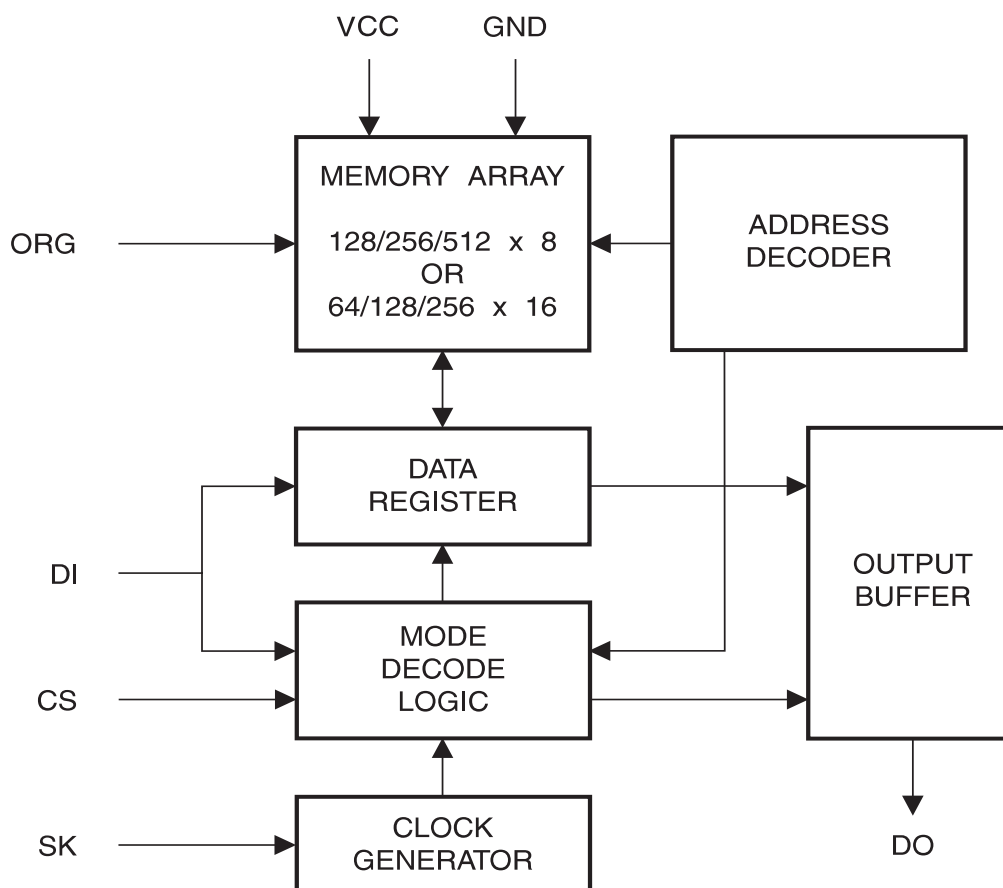 VCC GND
MEMORY ARRAY
128/256/512 x 8
OR
64/128/256 x 16
ADDRESS
DECODER
ORG
DATA
REGISTER
DI
OUTPUT
BUFFER
MODE
DECODE
LOGIC
CS
CLOCK
GENERATOR
SK
DO